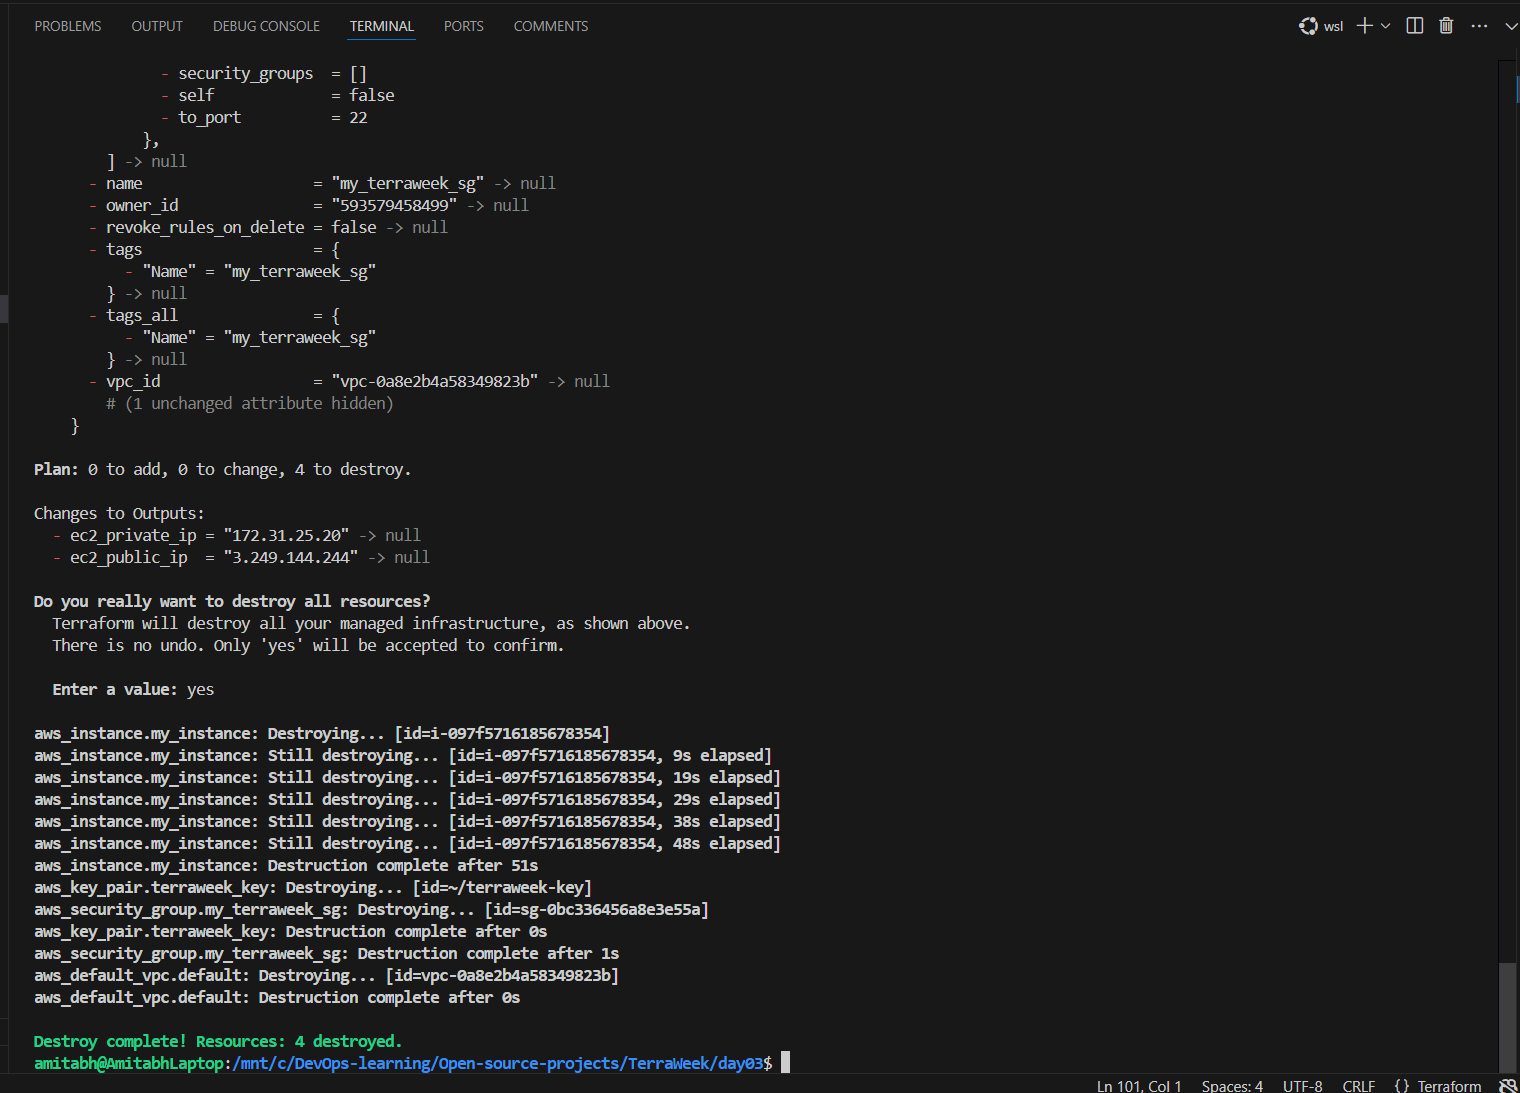 PROBLEMS OUTPUT DEBUG CONSOLE TERMINAL PORTS COMMENTS wsl
- security_groups = []
- self = false
- to_port = 22
},
] -> null
- name = "my_terraweek_sg" -> null
- owner_id = "593579458499" -> null
- revoke_rules_on_delete = false -> null
- tags = {
- "Name" = "my_terraweek_sg"
} -> null
- tags_all = {
- "Name" = "my_terraweek_sg"
} -> null
- vpc_id = "vpc-0a8e2b4a58349823b" -> null
# (1 unchanged attribute hidden)
}
Plan: 0 to add, 0 to change, 4 to destroy.
Changes to Outputs:
- ec2_private_ip = "172.31.25.20" -> null
- ec2_public_ip = "3.249.144.244" -> null
Do you really want to destroy all resources?
Terraform will destroy all your managed infrastructure, as shown above.
There is no undo. Only 'yes' will be accepted to confirm.
Enter a value: yes
aws_instance.my_instance: Destroying... [id=i-097f5716185678354]
aws_instance.my_instance: Still destroying... [id=i-097f5716185678354, 9s elapsed]
aws_instance.my_instance: Still destroying... [id=i-097f5716185678354, 19s elapsed]
aws_instance.my_instance: Still destroying... [id=i-097f5716185678354, 29s elapsed]
aws_instance.my_instance: Still destroying... [id=i-097f5716185678354, 38s elapsed]
aws_instance.my_instance: Still destroying... [id=i-097f5716185678354, 48s elapsed]
aws_instance.my_instance: Destruction complete after 51s
aws_key_pair.terraweek_key: Destroying... [id=~/terraweek-key]
aws_security_group.my_terraweek_sg: Destroying... [id=sg-0bc336456a8e3e55a]
aws_key_pair.terraweek_key: Destruction complete after 0s
aws_security_group.my_terraweek_sg: Destruction complete after 1s
aws_default_vpc.default: Destroying... [id=vpc-0a8e2b4a58349823b]
aws_default_vpc.default: Destruction complete after 0s
Destroy complete! Resources: 4 destroyed.
amitabh@AmitabhLaptop:/mnt/c/DevOps-learning/Open-source-projects/TerraWeek/day03$
Ln 101, Col 1 Spaces: 4 UTF-8 CRLF {} Terraform